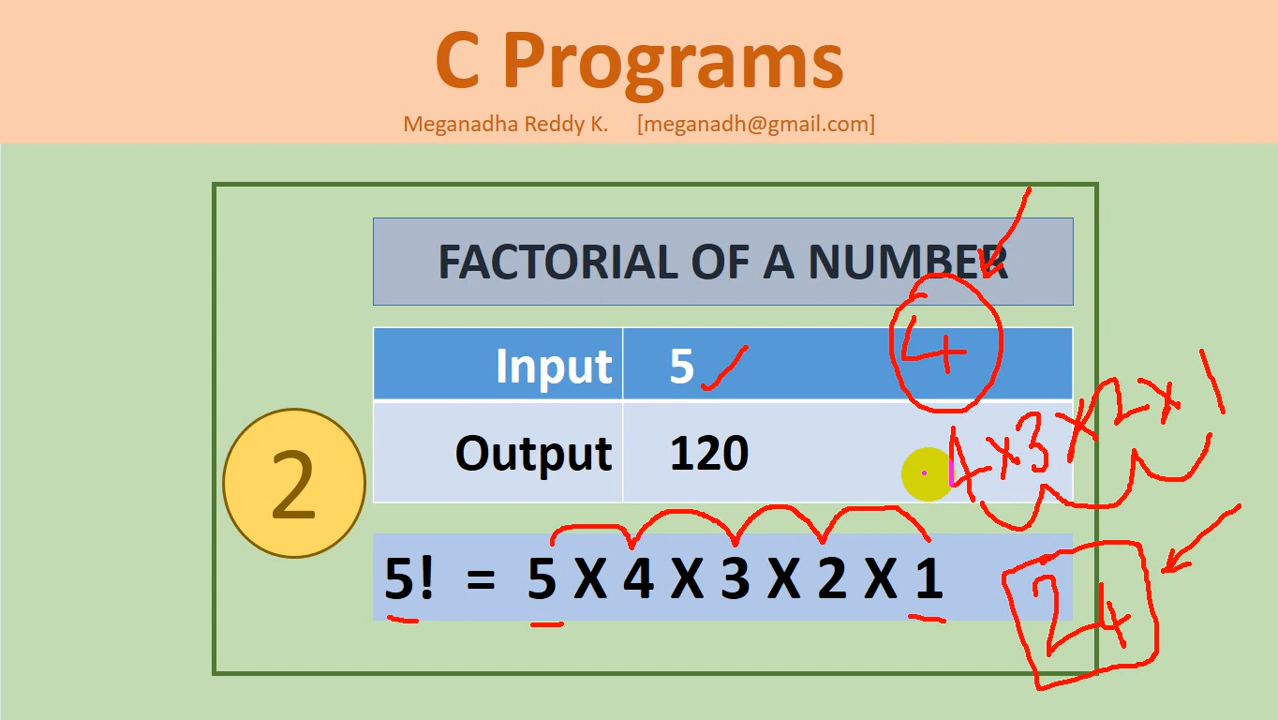 C Programs
Meganadha Reddy K. [meganadh@gmail.com]
FACTORIAL OF A NUMBER
4
Input 5
4x3x2x1
Output 120
2
5! = 5 X 4 X 3 X 2 X 1
24